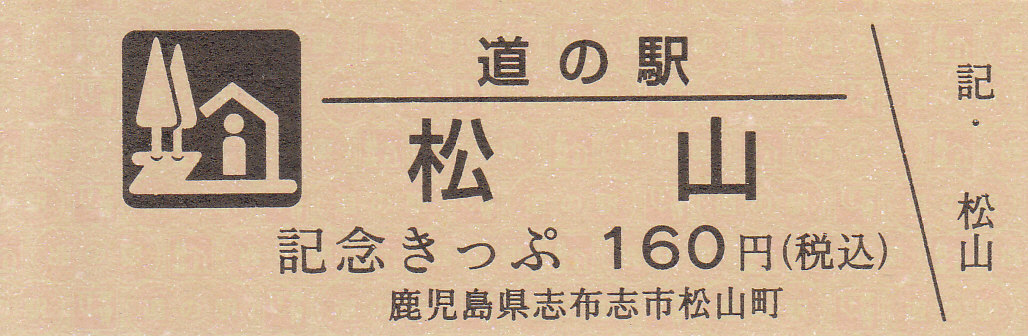 道の駅
松山
記念きっぷ 160円(税込)
鹿児島県志布志市松山町
記・松山